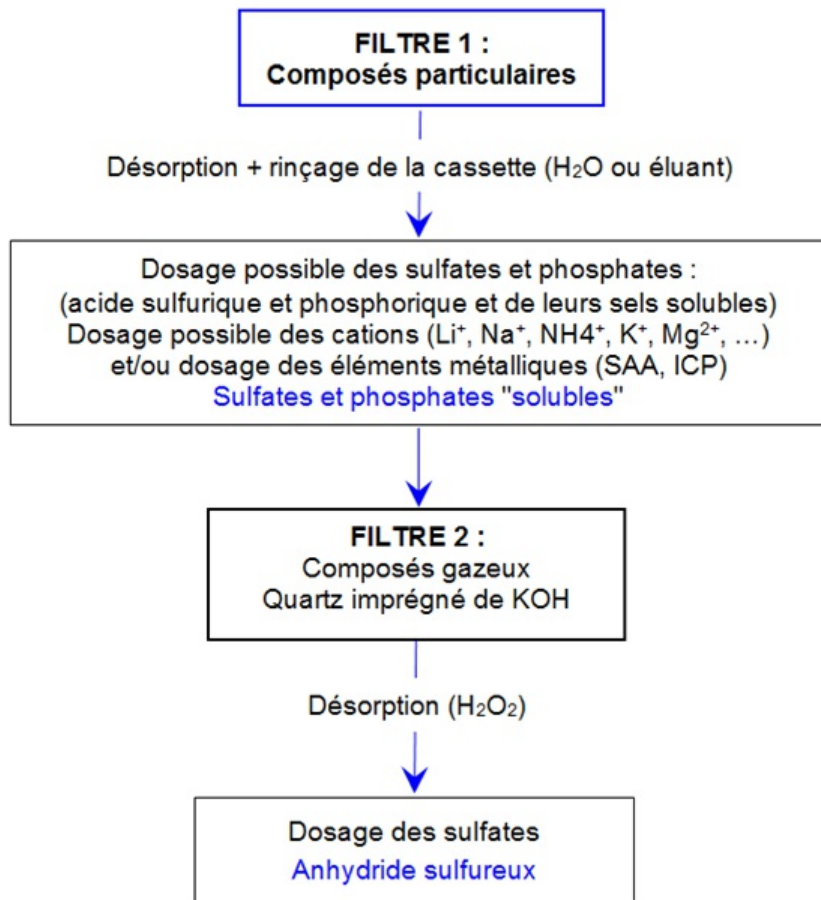 FILTRE 1 :
Composés particulaires
Désorption + rinçage de la cassette (H₂O ou éluant)
Dosage possible des sulfates et phosphates :
(acide sulfurique et phosphorique et de leurs sels solubles)
Dosage possible des cations (Li⁺, Na⁺, NH4⁺, K⁺, Mg²⁺, ...)
et/ou dosage des éléments métalliques (SAA, ICP)
Sulfates et phosphates "solubles"
FILTRE 2 :
Composés gazeux
Quartz imprégné de KOH
Désorption (H₂O₂)
Dosage des sulfates
Anhydride sulfureux